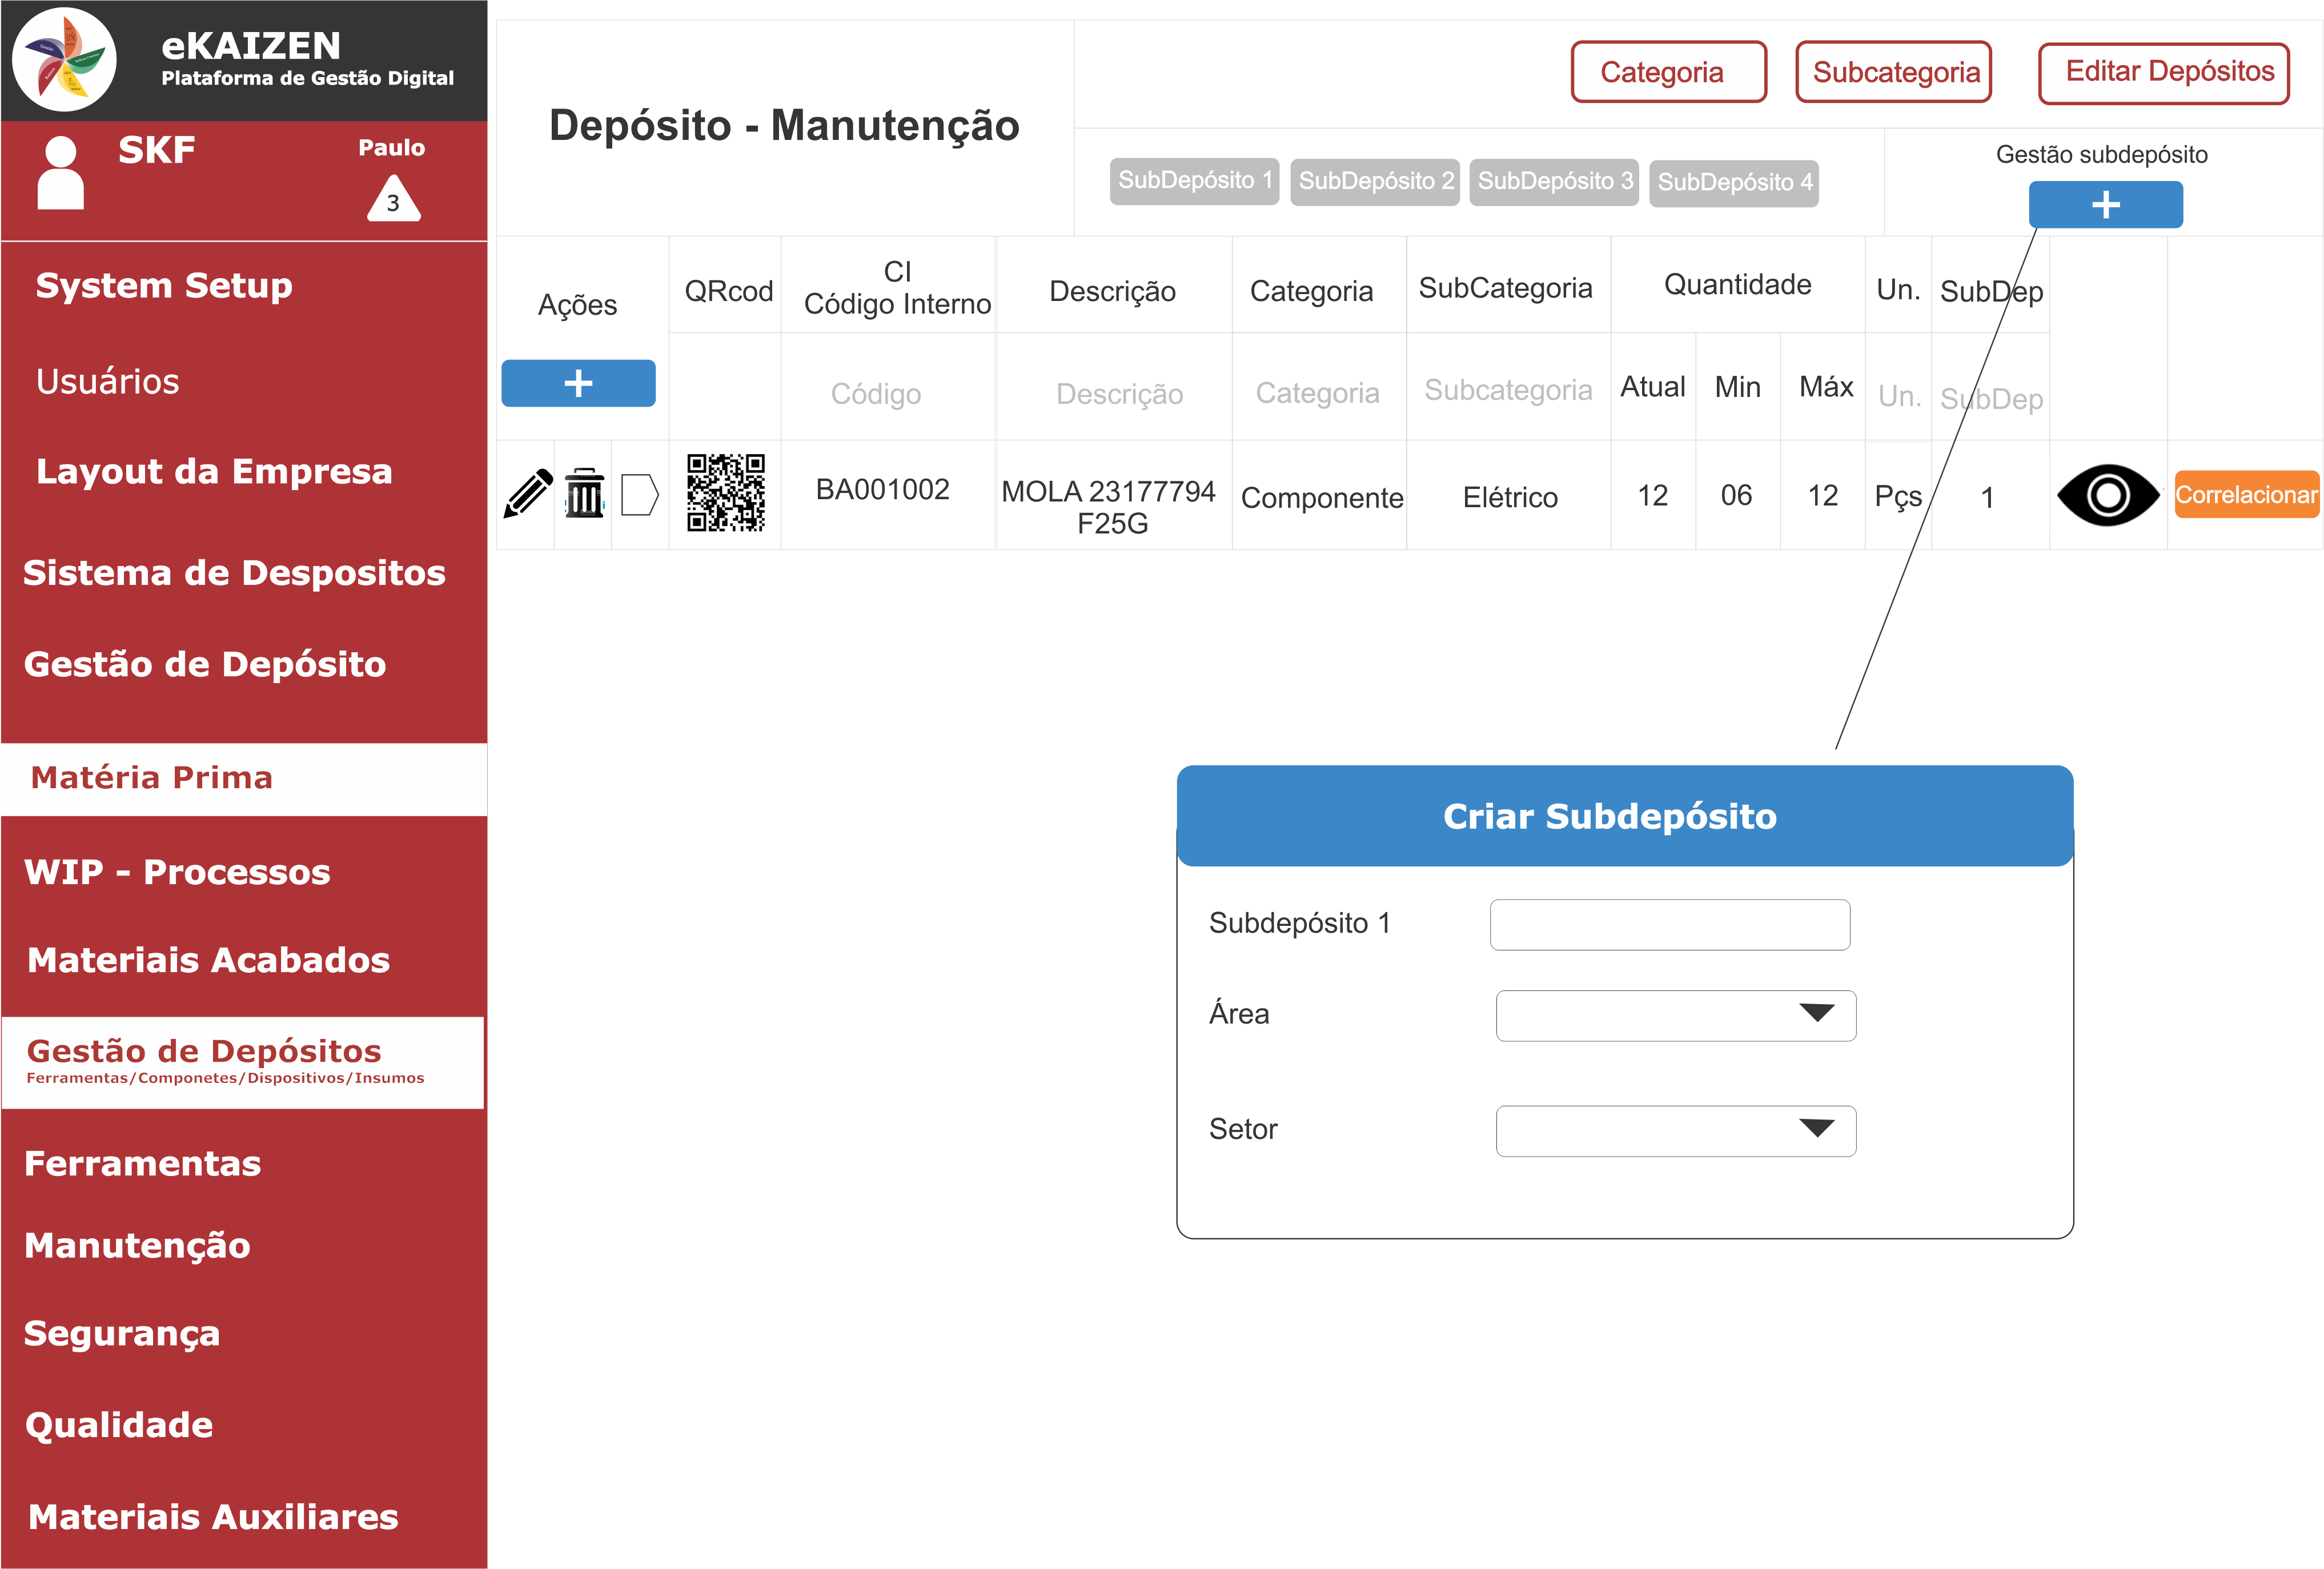 eKAIZEN
Plataforma de Gestão Digital
SKF
Paulo
3
System Setup
Usuários
Layout da Empresa
Sistema de Despositos
Gestão de Depósito
Matéria Prima
WIP - Processos
Materiais Acabados
Gestão de Depósitos
Ferramentas/Componetes/Dispositivos/Insumos
Ferramentas
Manutenção
Segurança
Qualidade
Materiais Auxiliares
Depósito - Manutenção
Categoria
Subcategoria
Editar Depósitos
SubDepósito 1
SubDepósito 2
SubDepósito 3
SubDepósito 4
Gestão subdepósito
+
Ações
+
QRcod
CI
Código Interno
Descrição
Categoria
SubCategoria
Quantidade
Un.
SubDep
Código
Descrição
Categoria
Subcategoria
Atual
Min
Máx
Un.
SubDep
BA001002
MOLA 23177794
F25G
Componente
Elétrico
12
06
12
Pçs
1
Correlacionar
Criar Subdepósito
Subdepósito 1
Área
Setor